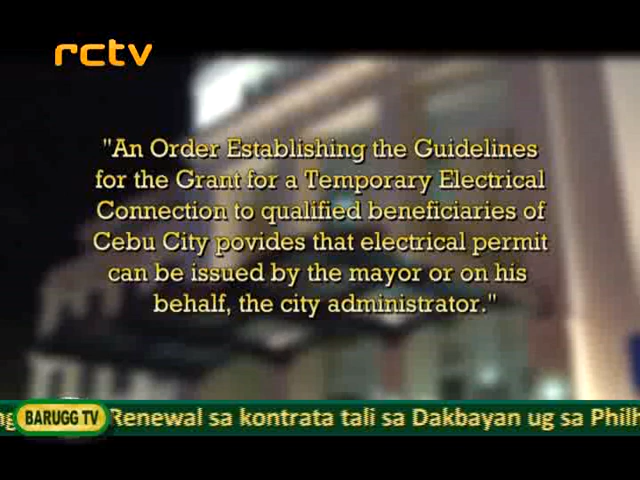 rctv
"An Order Establishing the Guidelines
for the Grant for a Temporary Electrical
Connection to qualified beneficiaries of
Cebu City povides that electrical permit
can be issued by the mayor or on his
behalf, the city administrator."
BARUGG TV Renewal sa kontrata tali sa Dakbayan ug sa Philh